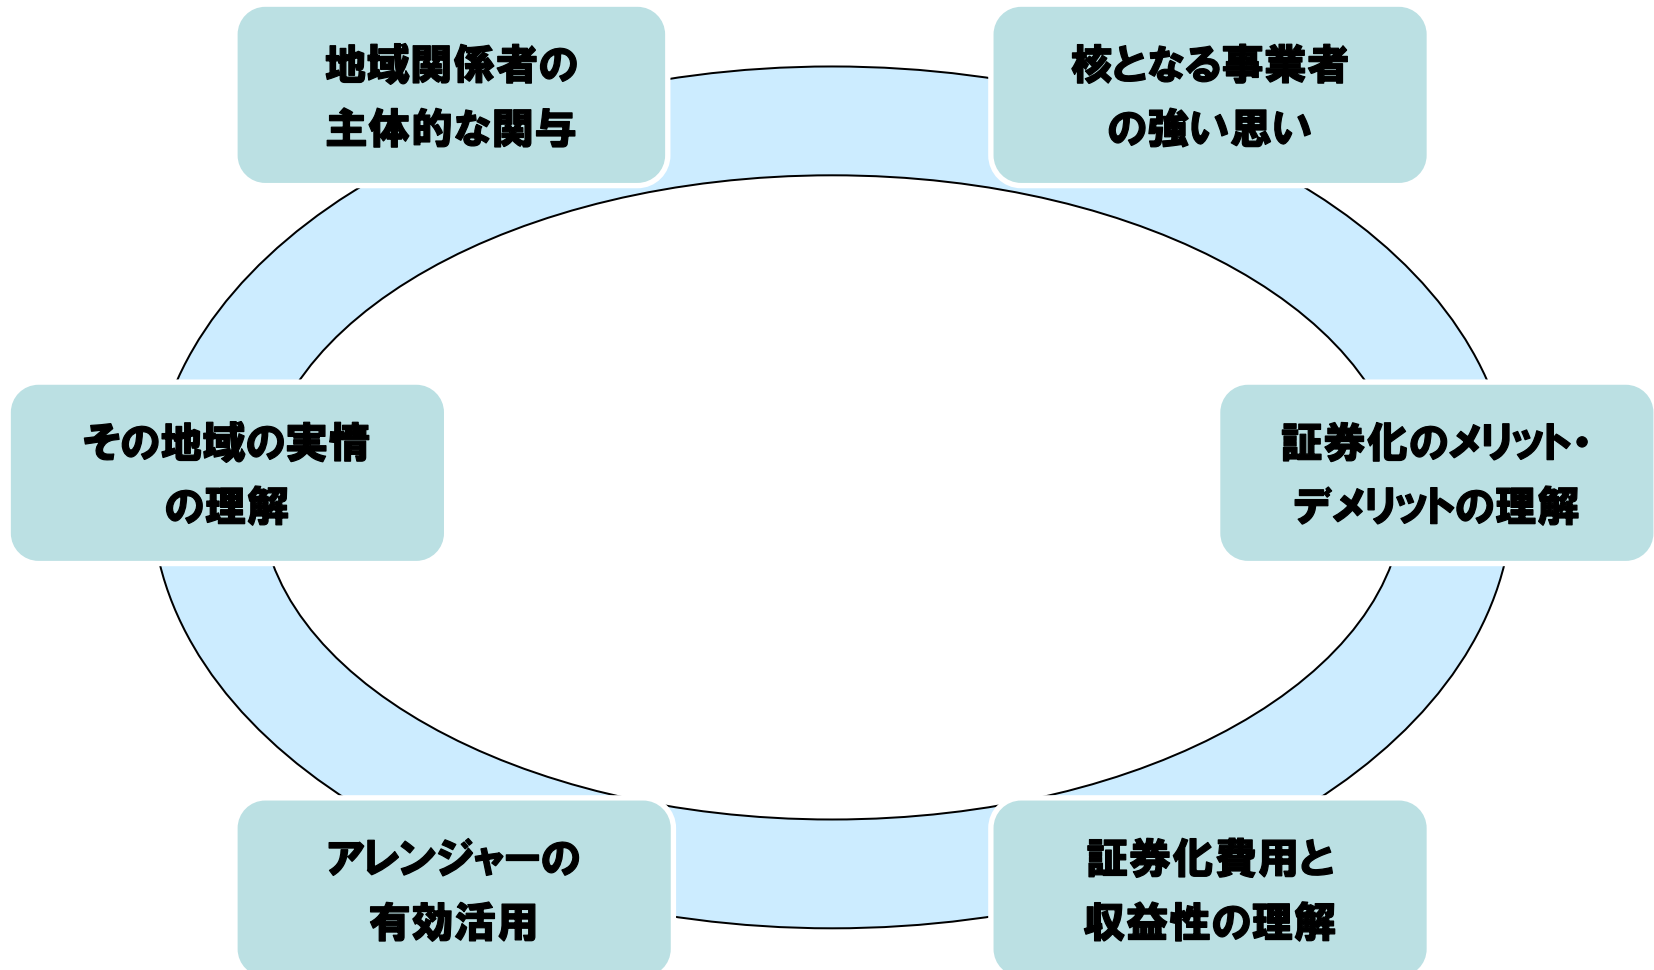 地域関係者の
主体的な関与
核となる事業者
の強い思い
その地域の実情
の理解
証券化のメリット・
デメリットの理解
アレンジャーの
有効活用
証券化費用と
収益性の理解